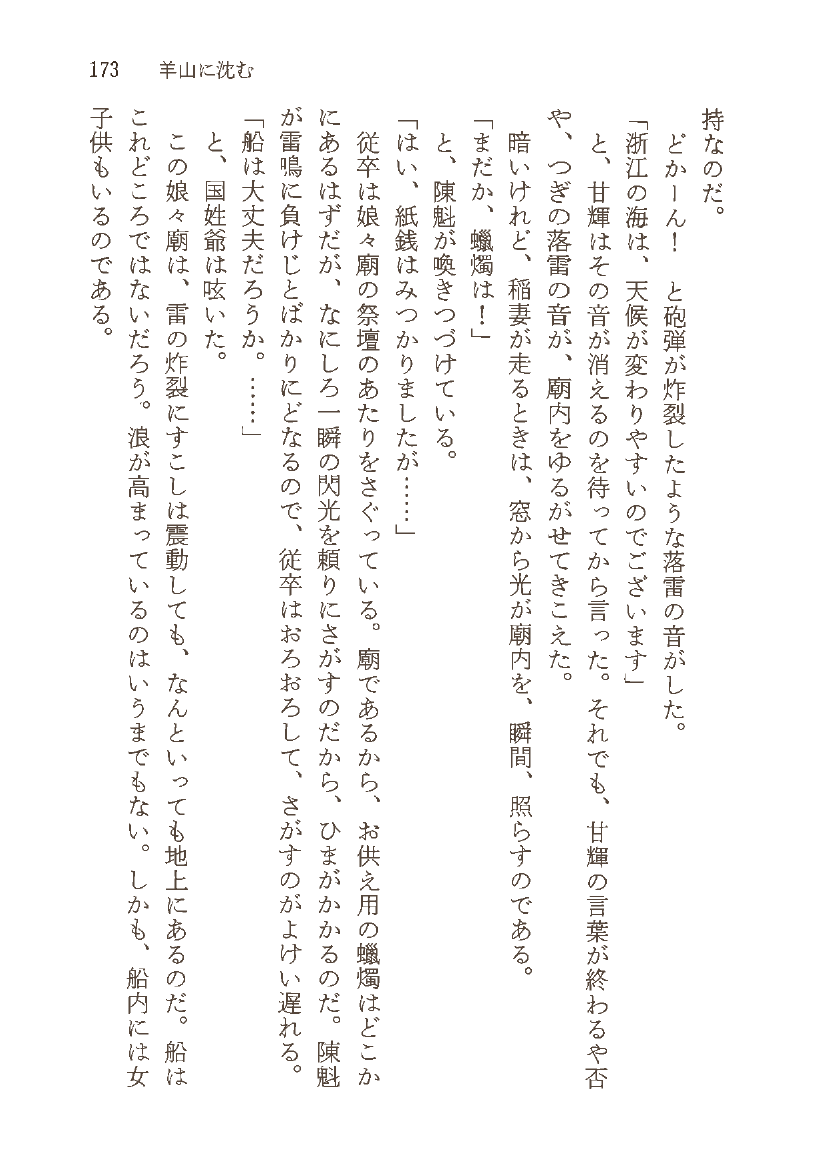 173 羊山に沈む
持なのだ。
どかーん！ と砲弾が炸裂したような落雷の音がした。
「浙江の海は、天候が変わりやすいのでございます」
と、甘輝はその音が消えるのを待ってから言った。それでも、甘輝の言葉が終わるや否
や、つぎの落雷の音が、廟内をゆるがせてきこえた。
暗いけれど、稲妻が走るときは、窓から光が廟内を、瞬間、照らすのである。
「まだか、蠟燭は！」
と、陳魁が喚きつづけている。
「はい、紙銭はみつかりましたが……」
従卒は娘々廟の祭壇のあたりをさぐっている。廟であるから、お供え用の蠟燭はどこか
にあるはずだが、なにしろ一瞬の閃光を頼りにさがすのだから、ひまがかかるのだ。陳魁
が雷鳴に負けじとばかりにどなるので、従卒はおろおろして、さがすのがよけい遅れる。
「船は大丈夫だろうか。……」
と、国姓爺は呟いた。
この娘々廟は、雷の炸裂にすこしは震動しても、なんといっても地上にあるのだ。船は
これどころではないだろう。浪が高まっているのはいうまでもない。しかも、船内には女
子供もいるのである。